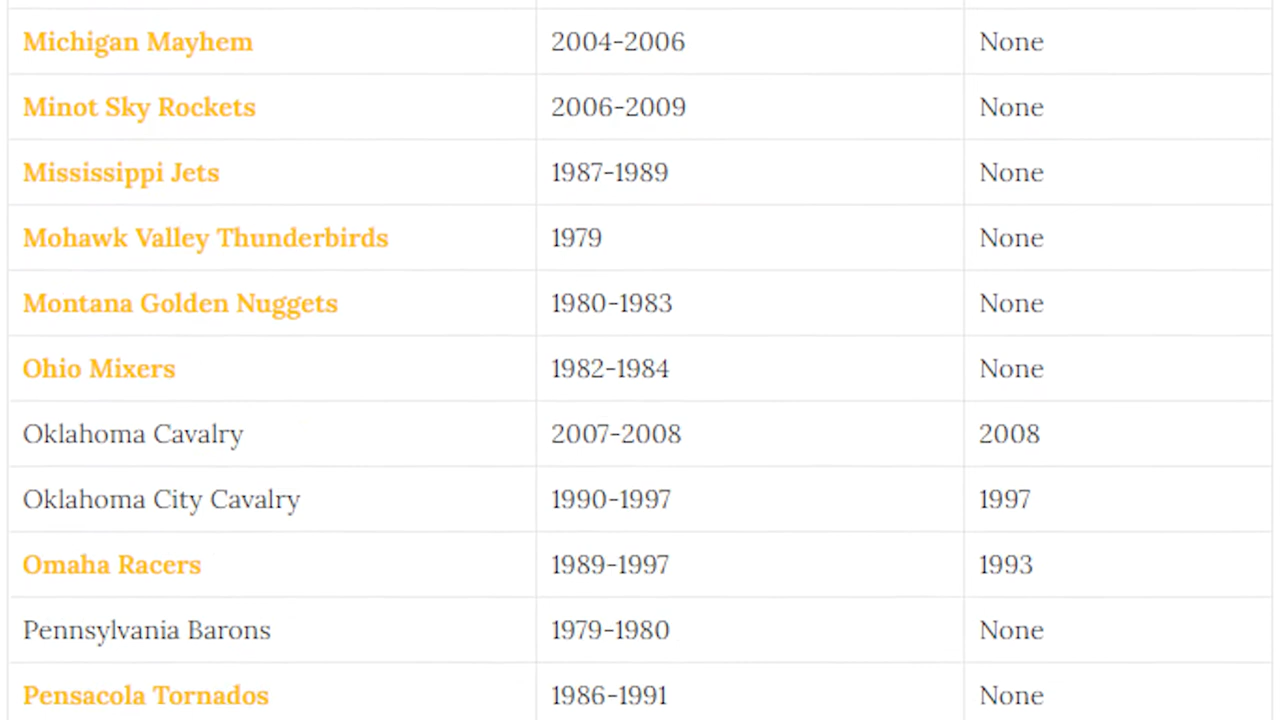 Michigan Mayhem 2004-2006 None
Minot Sky Rockets 2006-2009 None
Mississippi Jets 1987-1989 None
Mohawk Valley Thunderbirds 1979 None
Montana Golden Nuggets 1980-1983 None
Ohio Mixers 1982-1984 None
Oklahoma Cavalry 2007-2008 2008
Oklahoma City Cavalry 1990-1997 1997
Omaha Racers 1989-1997 1993
Pennsylvania Barons 1979-1980 None
Pensacola Tornados 1986-1991 None